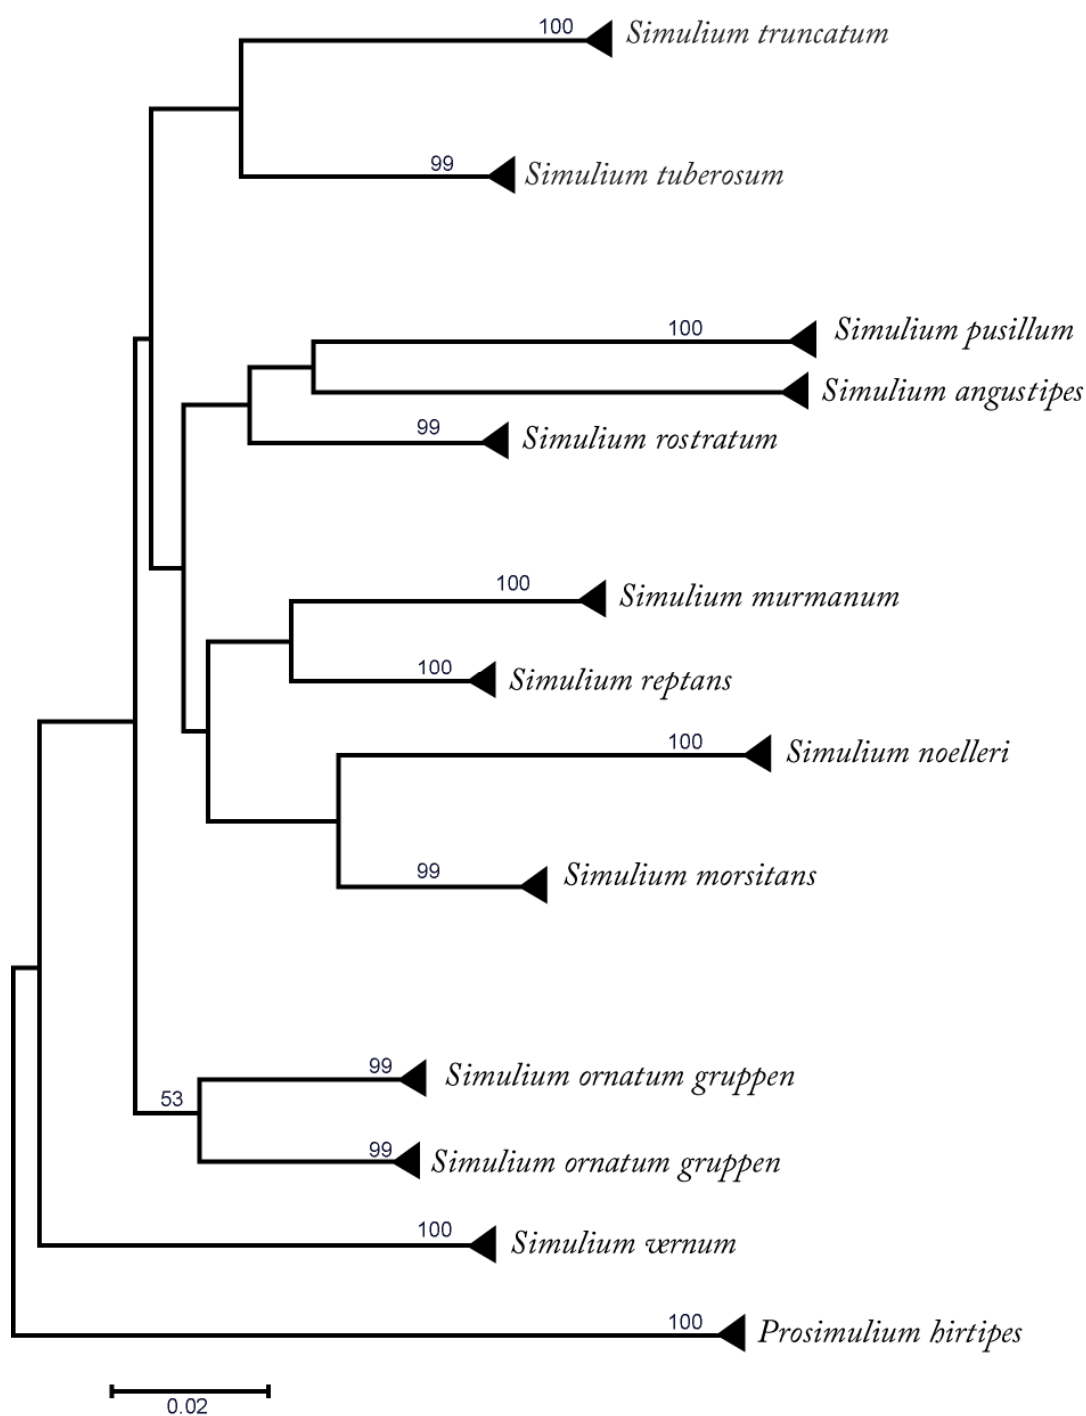 100 Simulium truncatum
99 Simulium tuberosum
100 Simulium pusillum
Simulium angustipes
99 Simulium rostratum
100 Simulium murmanum
100 Simulium reptans
100 Simulium noelleri
99 Simulium morsitans
99 Simulium ornatum gruppen
53
99 Simulium ornatum gruppen
100 Simulium vernum
100 Prosimulium hirtipes
0.02